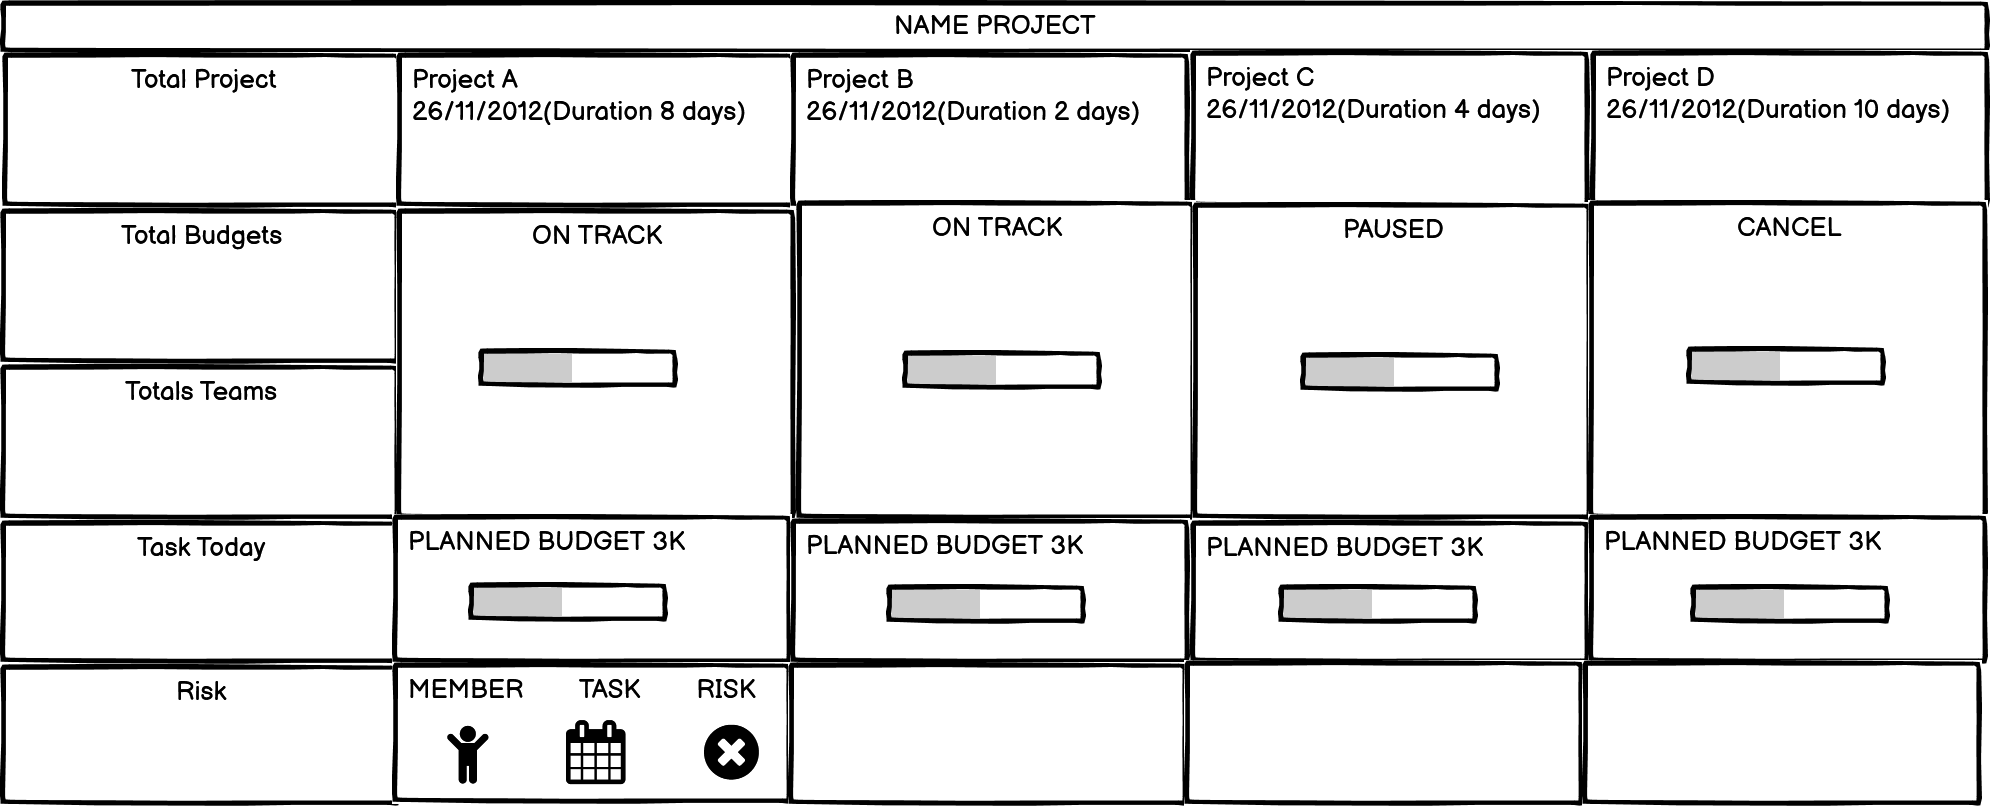 NAME PROJECT
Total Project
Project A
26/11/2012(Duration 8 days)
Project B
26/11/2012(Duration 2 days)
Project C
26/11/2012(Duration 4 days)
Project D
26/11/2012(Duration 10 days)
Total Budgets
ON TRACK
ON TRACK
PAUSED
CANCEL
Totals Teams
Task Today
PLANNED BUDGET 3K
PLANNED BUDGET 3K
PLANNED BUDGET 3K
PLANNED BUDGET 3K
Risk
MEMBER TASK RISK